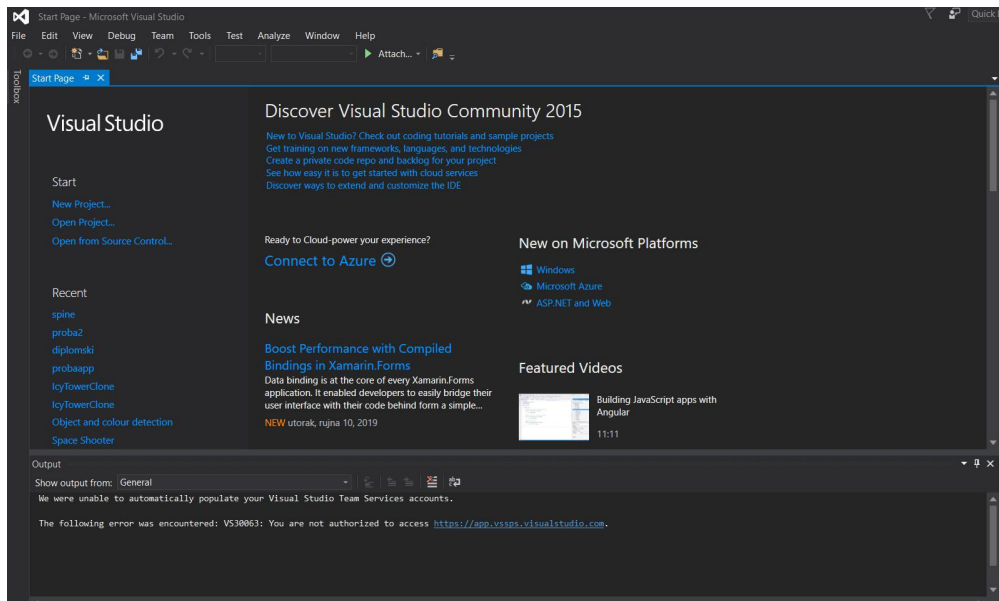 Start Page - Microsoft Visual Studio
Quick
File Edit View Debug Team Tools Test Analyze Window Help
Attach...
Toolbox
Start Page
Visual Studio
Start
New Project...
Open Project...
Open from Source Control...
Recent
spine
proba2
diplomski
probaapp
IcyTowerClone
IcyTowerClone
Object and colour detection
Space Shooter
Discover Visual Studio Community 2015
New to Visual Studio? Check out coding tutorials and sample projects
Get training on new frameworks, languages, and technologies
Create a private code repo and backlog for your project
See how easy it is to get started with cloud services
Discover ways to extend and customize the IDE
Ready to Cloud-power your experience?
Connect to Azure
News
Boost Performance with Compiled
Bindings in Xamarin.Forms
Data binding is at the core of every Xamarin.Forms
application. It enabled developers to easily bridge their
user interface with their code behind form a simple...
NEW utorak, rujna 10, 2019
New on Microsoft Platforms
Windows
Microsoft Azure
ASP.NET and Web
Featured Videos
Building JavaScript apps with
Angular
11:11
Output
Show output from: General
We were unable to automatically populate your Visual Studio Team Services accounts.
The following error was encountered: VS30063: You are not authorized to access https://app.vssps.visualstudio.com.